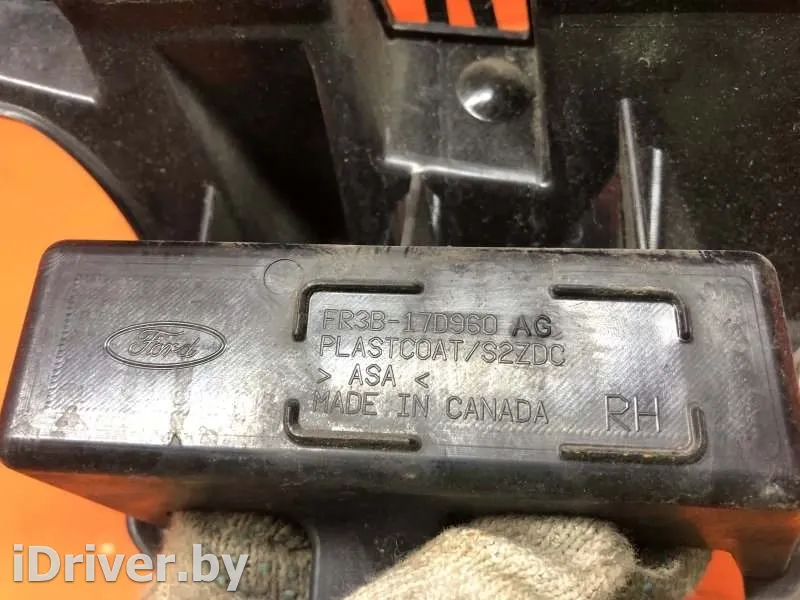 Ford
FR3B-17D960 AG
PLASTCOAT/S2ZDC
> ASA <
MADE IN CANADA
RH
iDriver.by